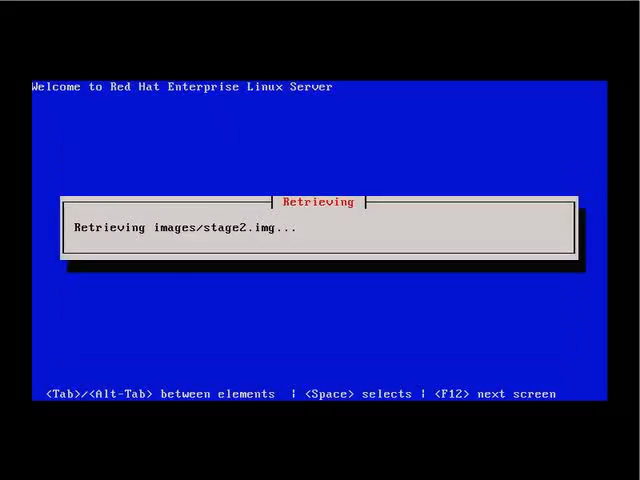 Welcome to Red Hat Enterprise Linux Server
Retrieving
Retrieving images/stage2.img...
<Tab>/<Alt-Tab> between elements | <Space> selects | <F12> next screen